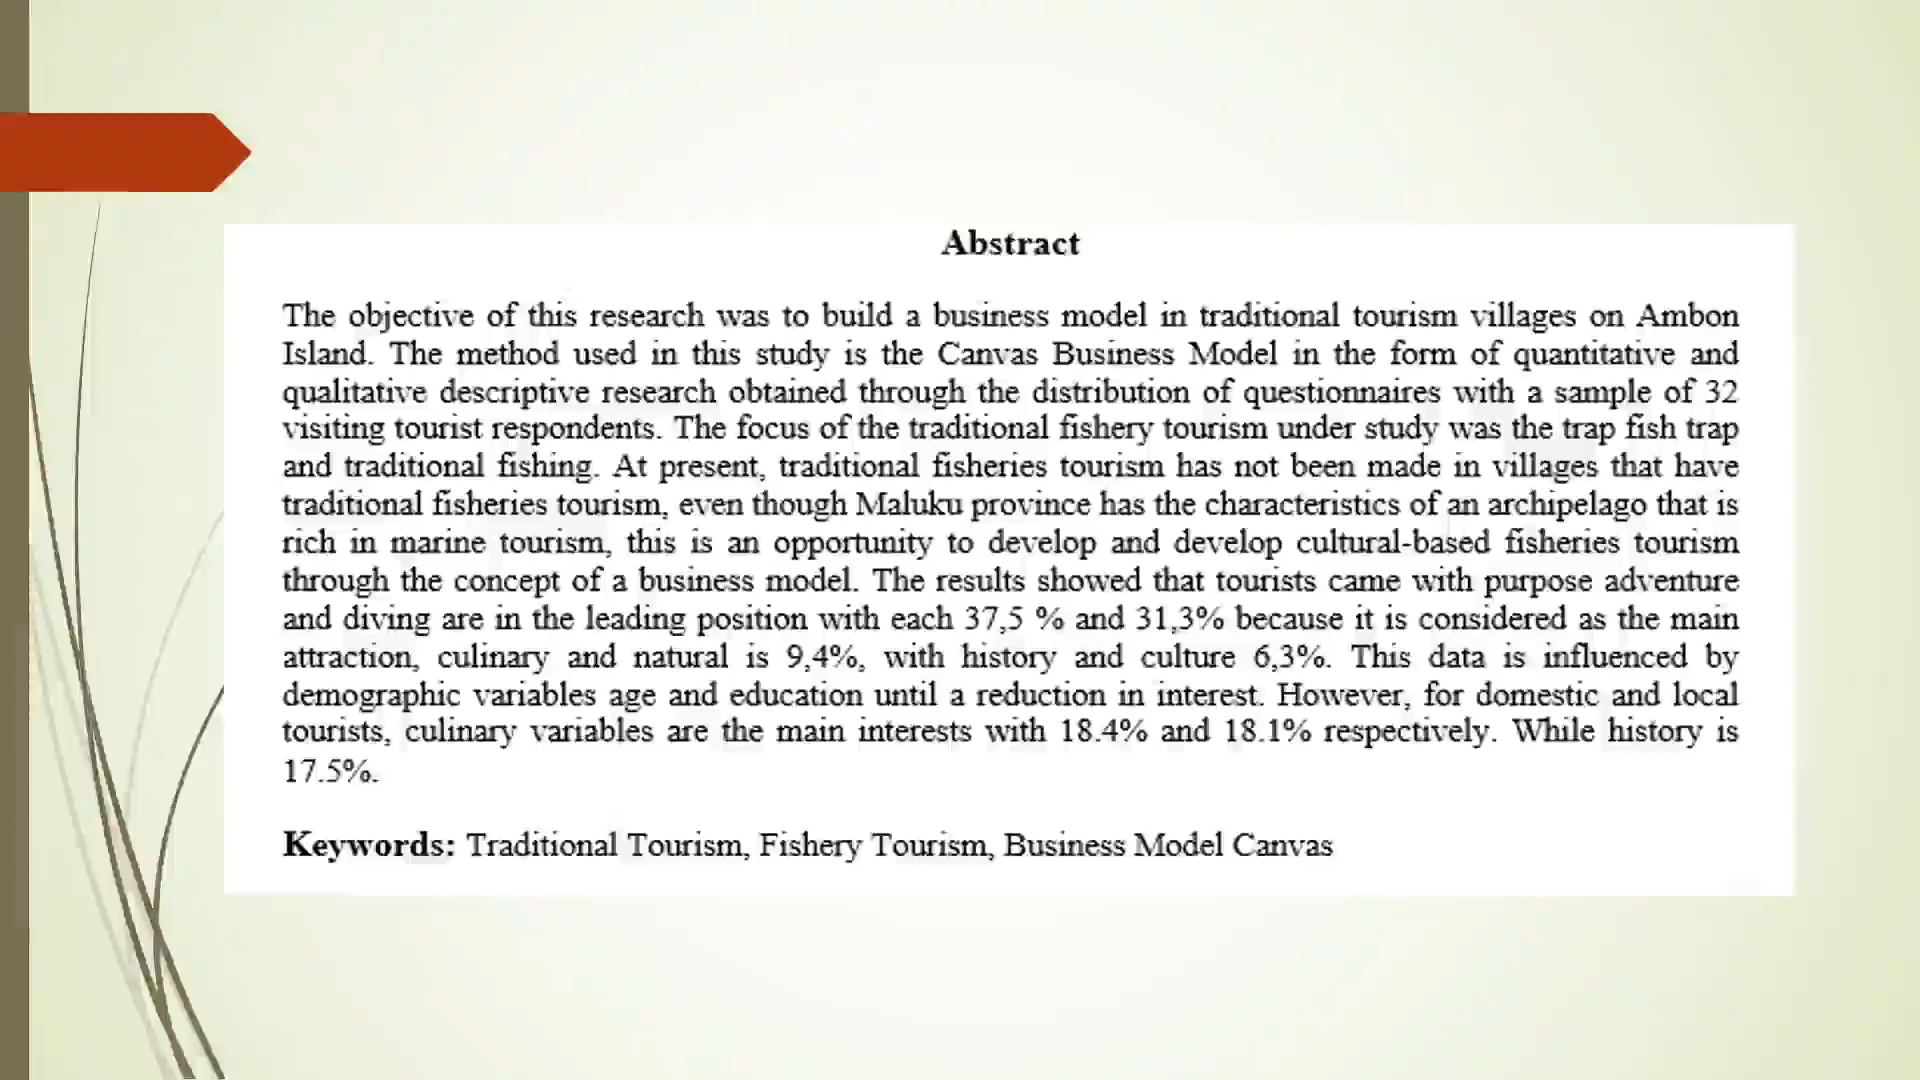 Abstract
The objective of this research was to build a business model in traditional tourism villages on Ambon
Island. The method used in this study is the Canvas Business Model in the form of quantitative and
qualitative descriptive research obtained through the distribution of questionnaires with a sample of 32
visiting tourist respondents. The focus of the traditional fishery tourism under study was the trap fish trap
and traditional fishing. At present, traditional fisheries tourism has not been made in villages that have
traditional fisheries tourism, even though Maluku province has the characteristics of an archipelago that is
rich in marine tourism, this is an opportunity to develop and develop cultural-based fisheries tourism
through the concept of a business model. The results showed that tourists came with purpose adventure
and diving are in the leading position with each 37,5 % and 31,3% because it is considered as the main
attraction, culinary and natural is 9,4%, with history and culture 6,3%. This data is influenced by
demographic variables age and education until a reduction in interest. However, for domestic and local
tourists, culinary variables are the main interests with 18.4% and 18.1% respectively. While history is
17.5%.
Keywords: Traditional Tourism, Fishery Tourism, Business Model Canvas